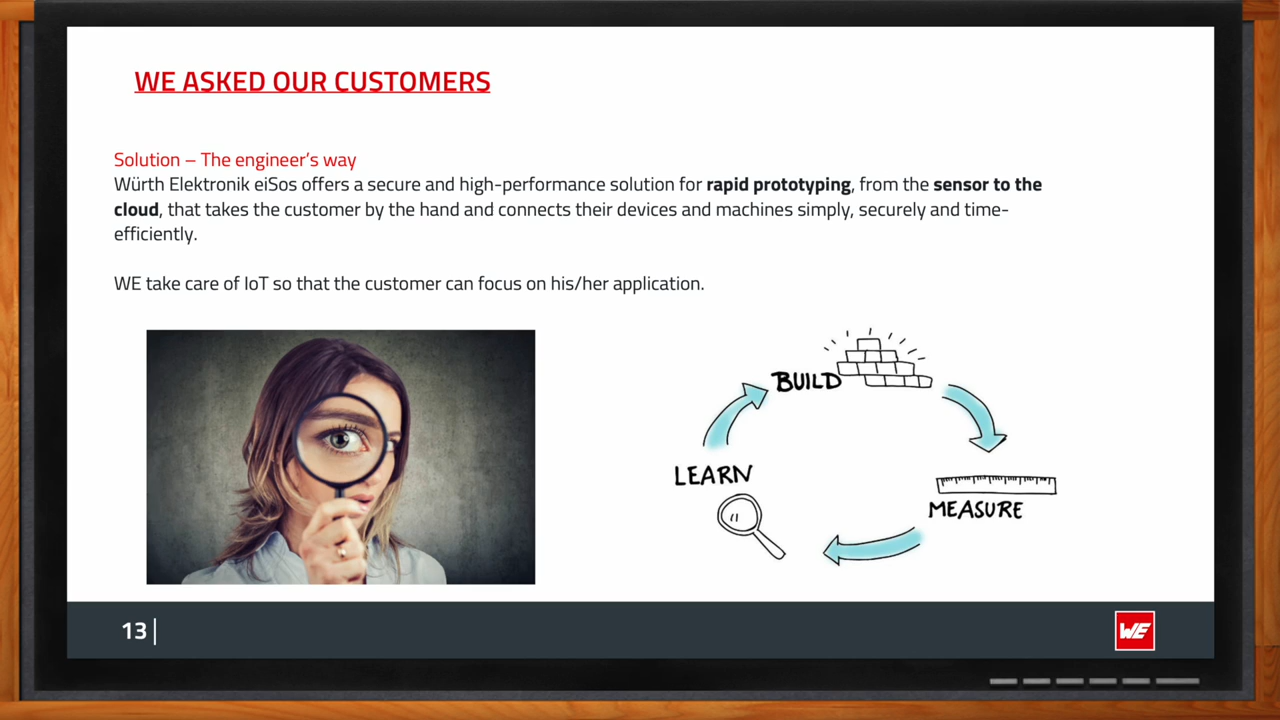 WE ASKED OUR CUSTOMERS
Solution – The engineer's way
Würth Elektronik eiSos offers a secure and high-performance solution for rapid prototyping, from the sensor to the
cloud, that takes the customer by the hand and connects their devices and machines simply, securely and time-
efficiently.
WE take care of IoT so that the customer can focus on his/her application.
BUILD
LEARN
MEASURE
13|
WE